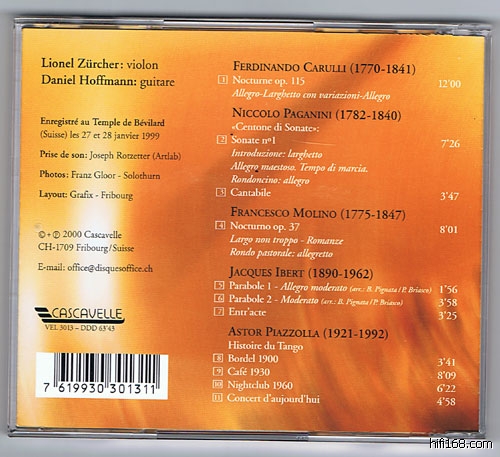 Lionel Zürcher: violon
Daniel Hoffmann: guitare
Enregistré au Temple de Bévilard
(Suisse) les 27 et 28 janvier 1999
Prise de son: Joseph Rotzetter (Artlab)
Photos: Franz Gloor - Solothurn
Layout: Grafix - Fribourg
©+℗ 2000 Cascavelle
CH-1709 Fribourg/Suisse
E-mail: office@disquesoffice.ch
CASCAVELLE
VEL 3013 – DDD 63'43
7 619930 301311
FERDINANDO CARULLI (1770-1841)
1 Nocturne op. 115 12'00
Allegro-Larghetto con variazioni-Allegro
NICCOLO PAGANINI (1782-1840)
«Centone di Sonate»:
2 Sonate nº1 7'26
Introduzione: larghetto
Allegro maestoso. Tempo di marcia.
Rondoncino: allegro
3 Cantabile 3'47
FRANCESCO MOLINO (1775-1847)
4 Nocturno op. 37 8'01
Largo non troppo - Romanze
Rondo pastorale: allegretto
JACQUES IBERT (1890-1962)
5 Parabole 1 - Allegro moderato (arr.: B. Pignata / P. Briasco) 1'56
6 Parabole 2 - Moderato (arr.: B. Pignata / P. Briasco) 3'58
7 Entr'acte 3'25
ASTOR PIAZZOLLA (1921-1992)
Histoire du Tango
8 Bordel 1900 3'41
9 Café 1930 8'09
10 Nightclub 1960 6'22
11 Concert d'aujourd'hui 4'58
hifi168.com